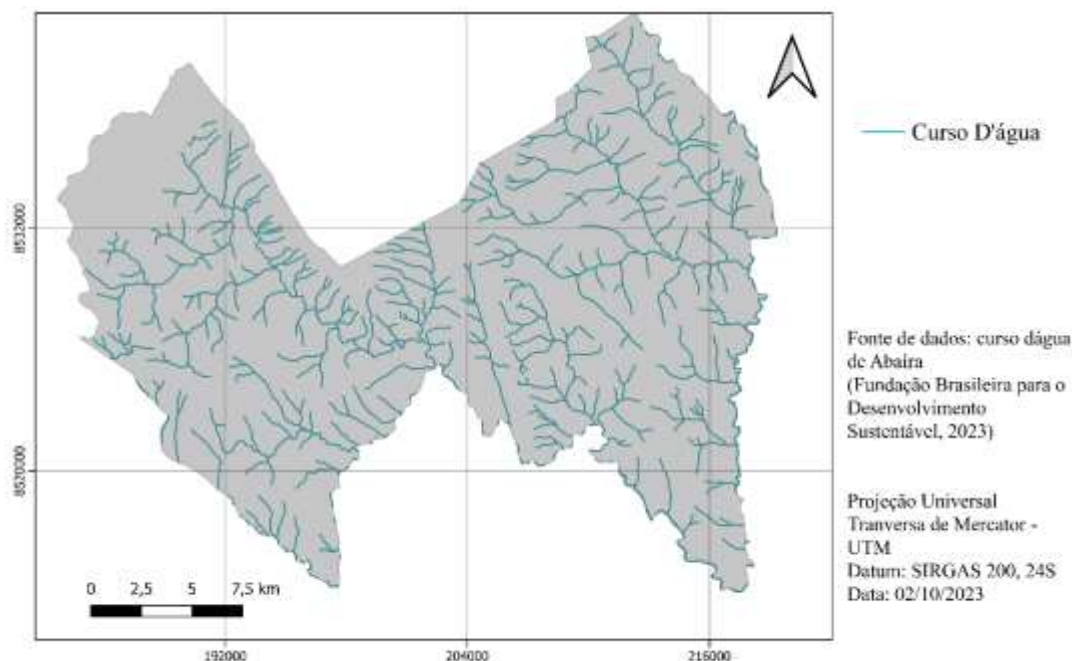 Curso D'água
8532000
8520000
Fonte de dados: curso dágua
de Abaíra
(Fundação Brasileira para o
Desenvolvimento
Sustentável, 2023)
Projeção Universal
Tranversa de Mercator -
UTM
Datum: SIRGAS 200, 24S
Data: 02/10/2023
0 2,5 5 7,5 km
192000 204000 216000